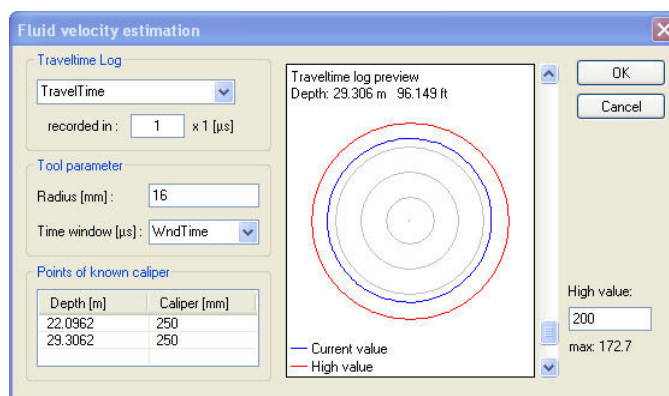 Fluid velocity estimation
Traveltime Log
TravelTime
recorded in : 1 x 1 [µs]
Tool parameter
Radius [mm] : 16
Time window [µs] : WndTime
Points of known caliper
Depth [m] Caliper [mm]
22.0962 250
29.3062 250
Traveltime log preview
Depth: 29.306 m 96.149 ft
Current value
High value
OK
Cancel
High value:
200
max: 172.7